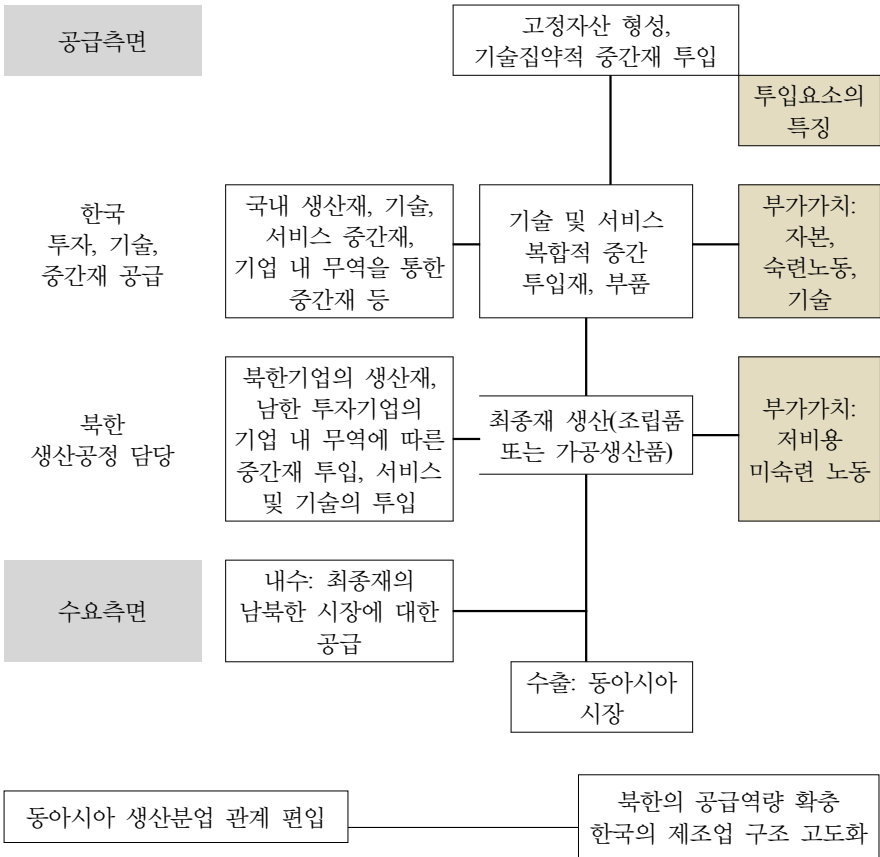 공급측면
고정자산 형성,
기술집약적 중간재 투입
투입요소의
특징
한국
투자, 기술,
중간재 공급
국내 생산재, 기술,
서비스 중간재,
기업 내 무역을 통한
중간재 등
기술 및 서비스
복합적 중간
투입재, 부품
부가가치:
자본,
숙련노동,
기술
북한
생산공정 담당
북한기업의 생산재,
남한 투자기업의
기업 내 무역에 따른
중간재 투입, 서비스
및 기술의 투입
최종재 생산(조립품
또는 가공생산품)
부가가치:
저비용
미숙련 노동
수요측면
내수: 최종재의
남북한 시장에 대한
공급
수출: 동아시아
시장
동아시아 생산분업 관계 편입
북한의 공급역량 확충
한국의 제조업 구조 고도화